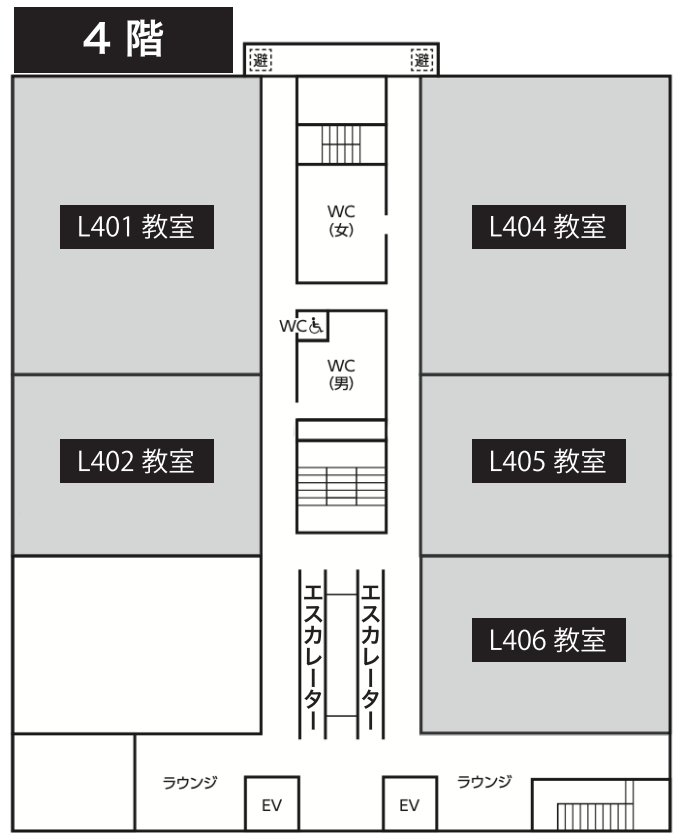 4 階
避
避
L401 教室
WC
(女)
L404 教室
WC
WC
(男)
L402 教室
L405 教室
エスカレーター
エスカレーター
L406 教室
ラウンジ
ラウンジ
EV
EV